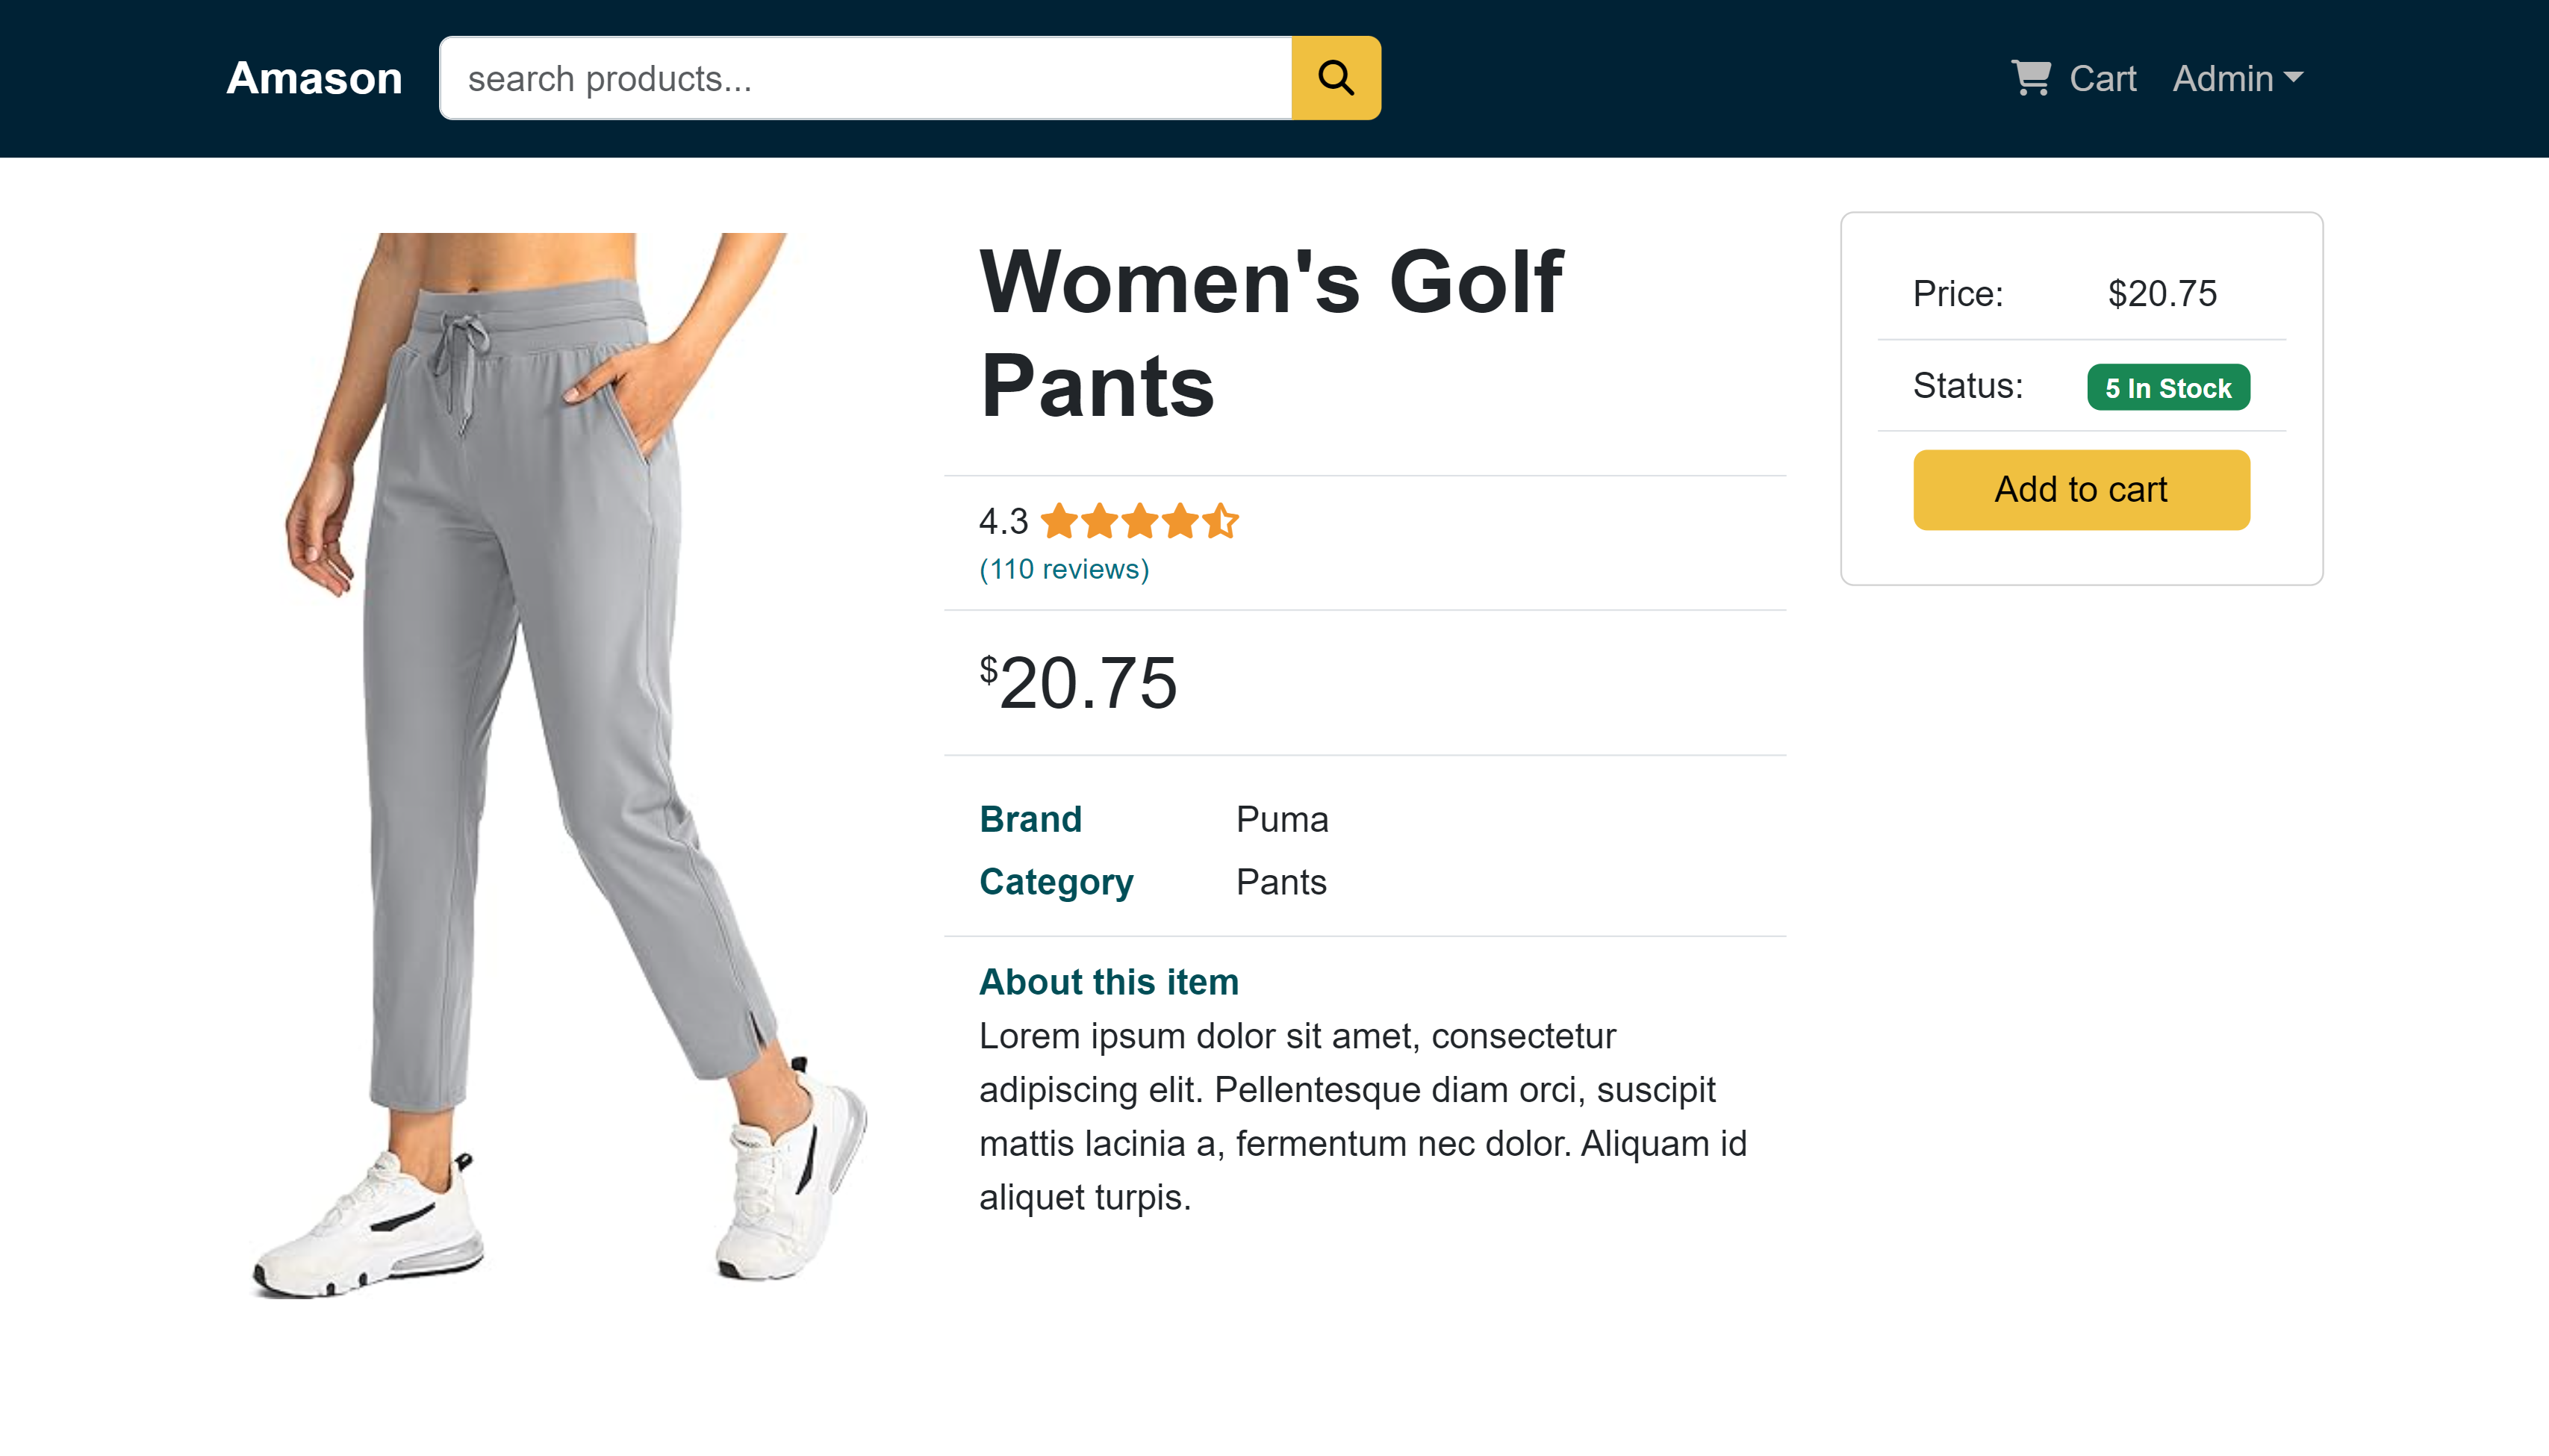 Amason
search products...
Cart
Admin
Women's Golf
Pants
4.3
(110 reviews)
$20.75
Brand Puma
Category Pants
About this item
Lorem ipsum dolor sit amet, consectetur
adipiscing elit. Pellentesque diam orci, suscipit
mattis lacinia a, fermentum nec dolor. Aliquam id
aliquet turpis.
Price: $20.75
Status: 5 In Stock
Add to cart